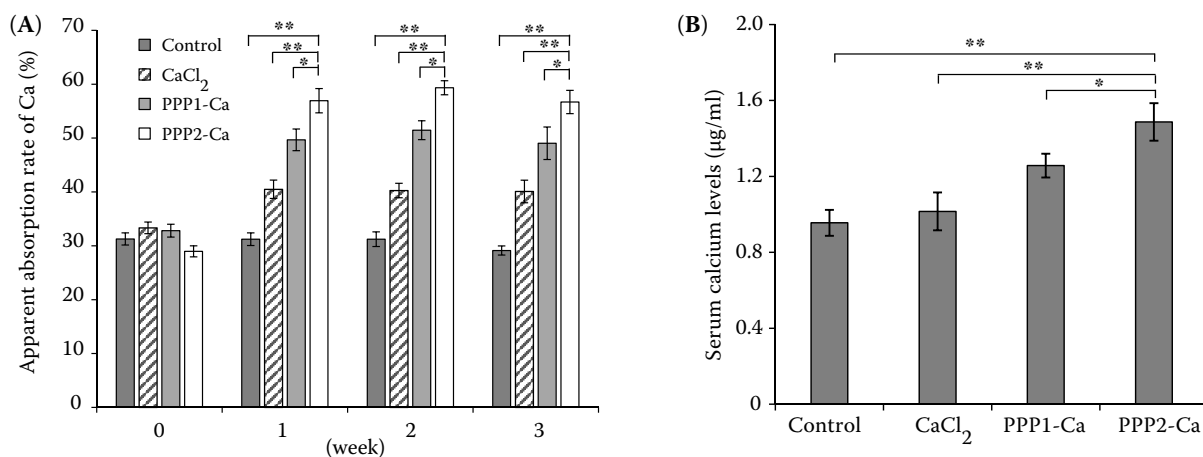 (A)
Apparent absorption rate of Ca (%)
70
60
50
40
30
20
10
0
Control
CaCl₂
PPP1-Ca
PPP2-Ca
**
**
*
**
**
*
**
**
*
0
1
2
3
(week)
(B)
Serum calcium levels (µg/ml)
2.0
1.6
1.2
0.8
0.4
0
**
**
*
Control
CaCl₂
PPP1-Ca
PPP2-Ca